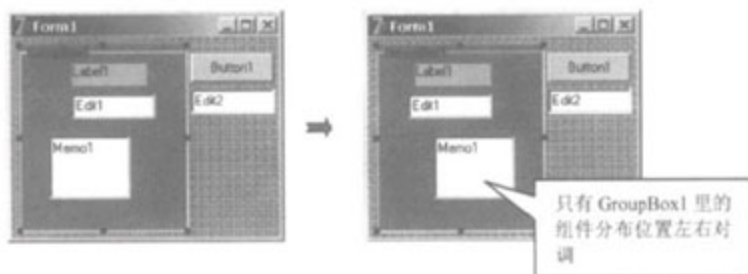 Form1
Label1
Button1
Edit1
Edit2
Memo1
Form1
Label1
Button1
Edit1
Edit2
Memo1
只有 GroupBox1 里的
组件分布位置左右对
调